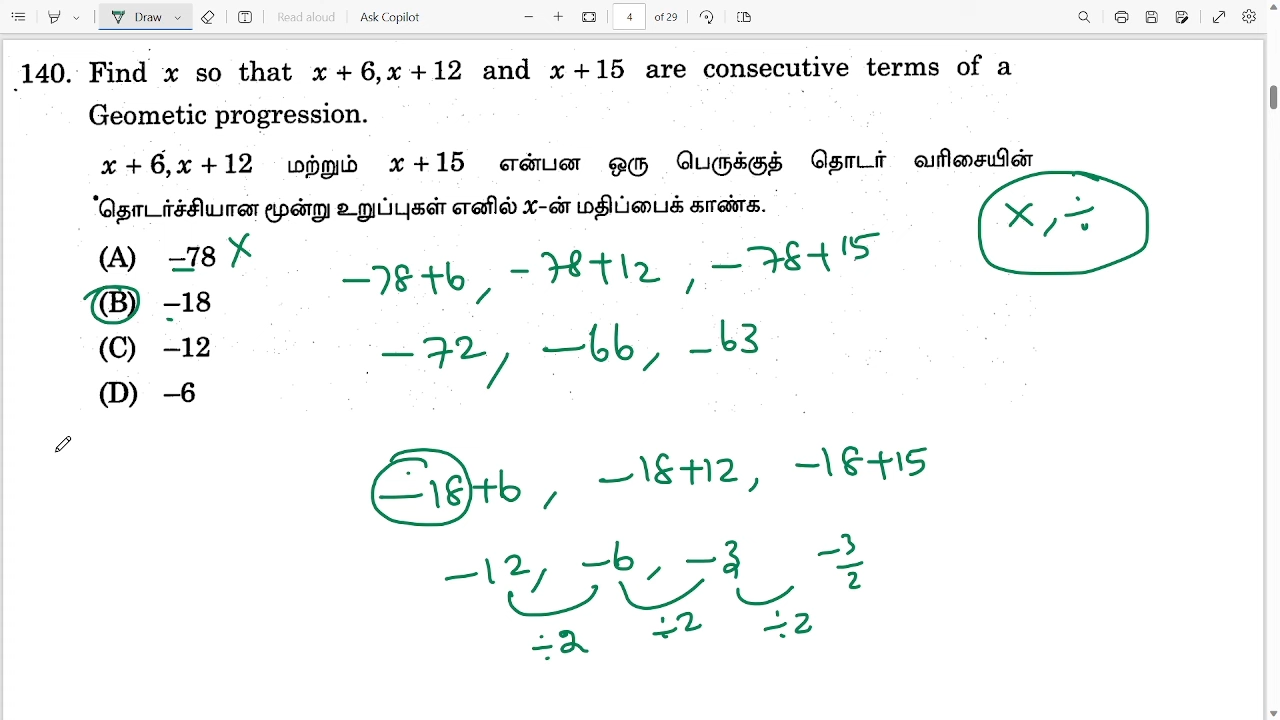 Draw Read aloud Ask Copilot 4 of 29
140. Find x so that x + 6, x + 12 and x + 15 are consecutive terms of a
Geometic progression.
x + 6, x + 12 மற்றும் x + 15 என்பன ஒரு பெருக்குத் தொடர் வரிசையின்
தொடர்ச்சியான மூன்று உறுப்புகள் எனில் x-ன் மதிப்பைக் காண்க.
x, ÷
(A) –78 X
–78+6, –78+12, –78+15
(B) –18
(C) –12
–72, –66, –63
(D) –6
–18+6, –18+12, –18+15
–12, –6, –3 –3/2
÷2 ÷2 ÷2